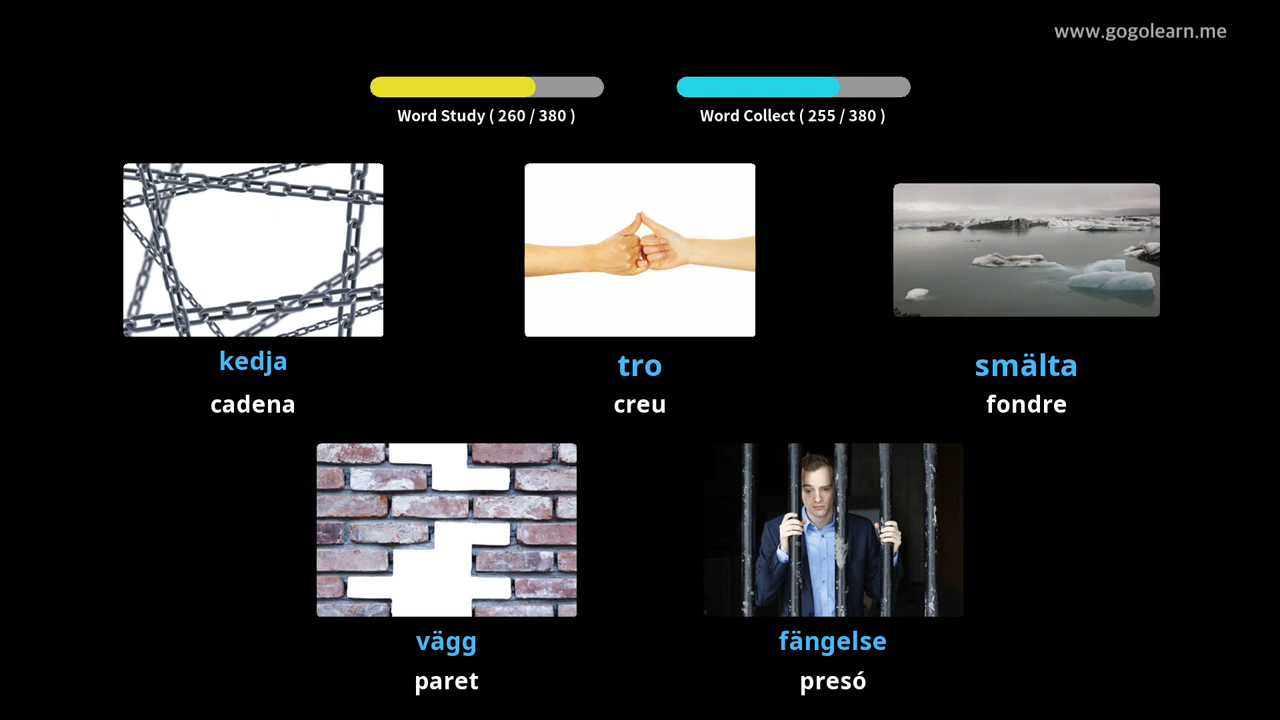 www.gogolearn.me
Word Study ( 260 / 380 )
Word Collect ( 255 / 380 )
kedja
cadena
tro
creu
smälta
fondre
vägg
paret
fängelse
presó